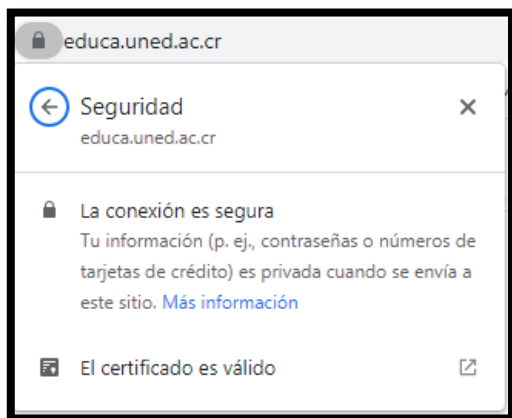 educa.uned.ac.cr
Seguridad
educa.uned.ac.cr
La conexión es segura
Tu información (p. ej., contraseñas o números de
tarjetas de crédito) es privada cuando se envía a
este sitio. Más información
El certificado es válido